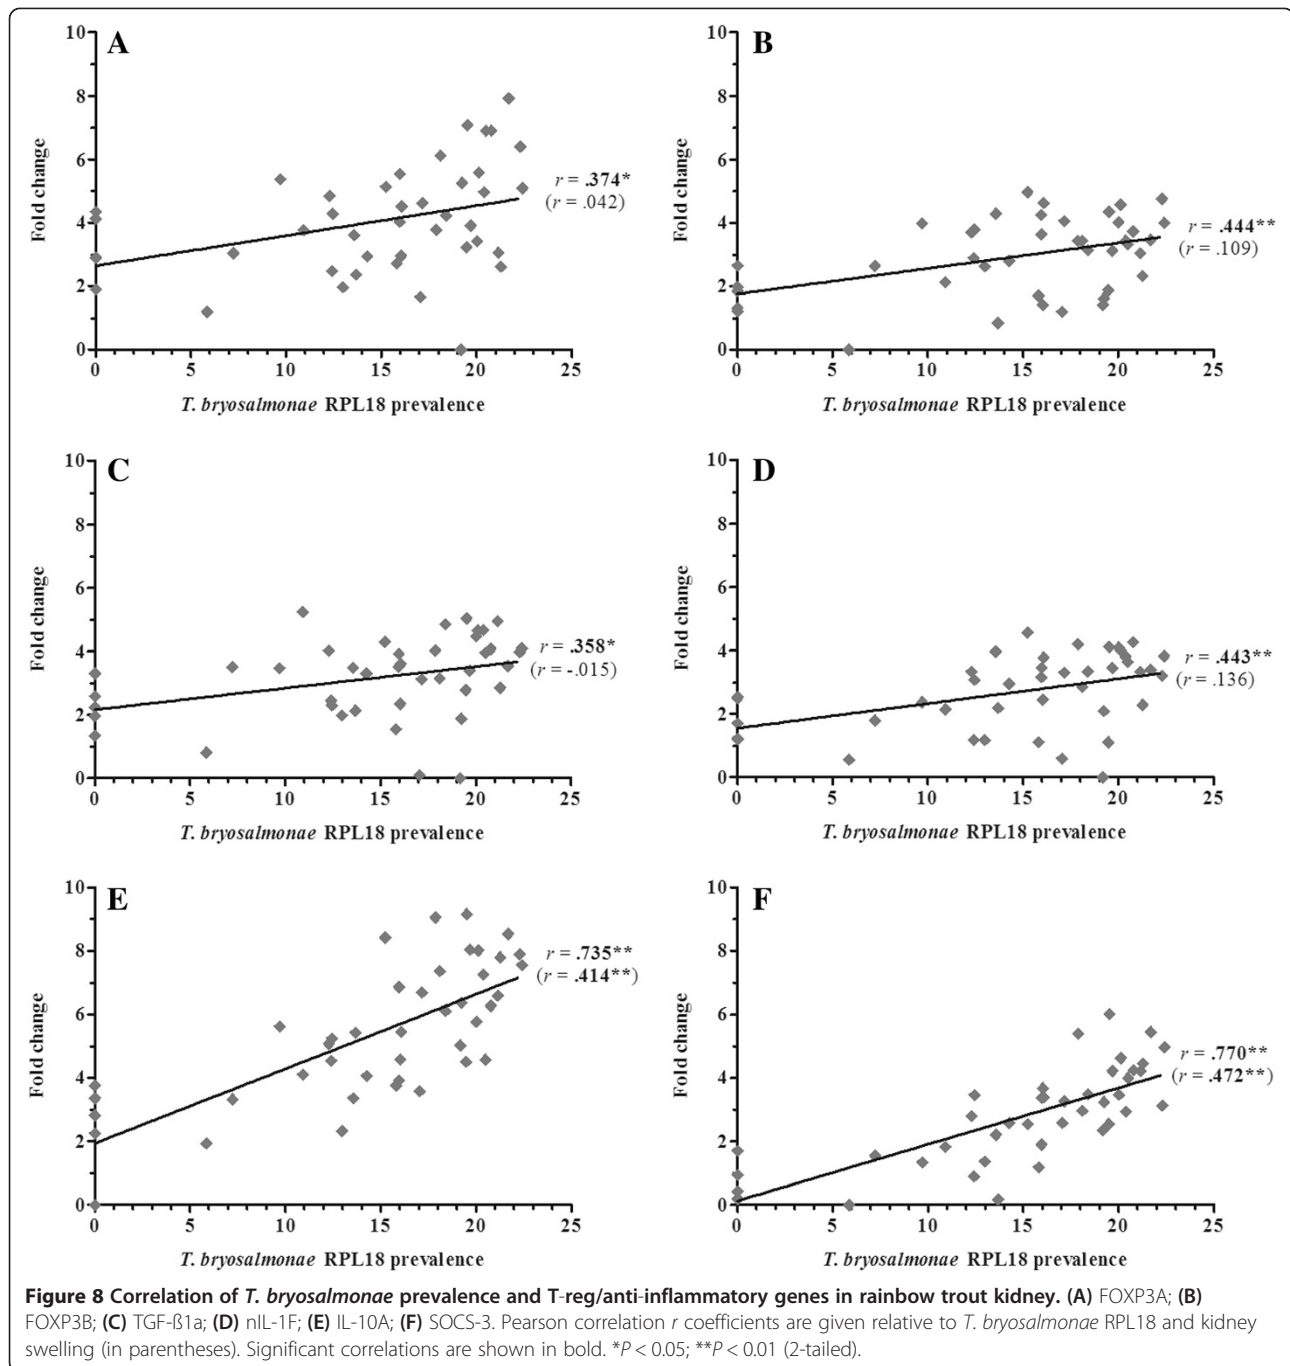 A
B
10
8
6
4
2
0
Fold change
r = .374*
(r = .042)
0 5 10 15 20 25
T. bryosalmonae RPL18 prevalence
10
8
6
4
2
0
Fold change
r = .444**
(r = .109)
0 5 10 15 20 25
T. bryosalmonae RPL18 prevalence
C
D
10
8
6
4
2
0
Fold change
r = .358*
(r = -.015)
0 5 10 15 20 25
T. bryosalmonae RPL18 prevalence
10
8
6
4
2
0
Fold change
r = .443**
(r = .136)
0 5 10 15 20 25
T. bryosalmonae RPL18 prevalence
E
F
10
8
6
4
2
0
Fold change
r = .735**
(r = .414**)
0 5 10 15 20 25
T. bryosalmonae RPL18 prevalence
10
8
6
4
2
0
Fold change
r = .770**
(r = .472**)
0 5 10 15 20 25
T. bryosalmonae RPL18 prevalence
Figure 8 Correlation of T. bryosalmonae prevalence and T-reg/anti-inflammatory genes in rainbow trout kidney. (A) FOXP3A; (B)
FOXP3B; (C) TGF-ß1a; (D) nIL-1F; (E) IL-10A; (F) SOCS-3. Pearson correlation r coefficients are given relative to T. bryosalmonae RPL18 and kidney
swelling (in parentheses). Significant correlations are shown in bold. *P < 0.05; **P < 0.01 (2-tailed).